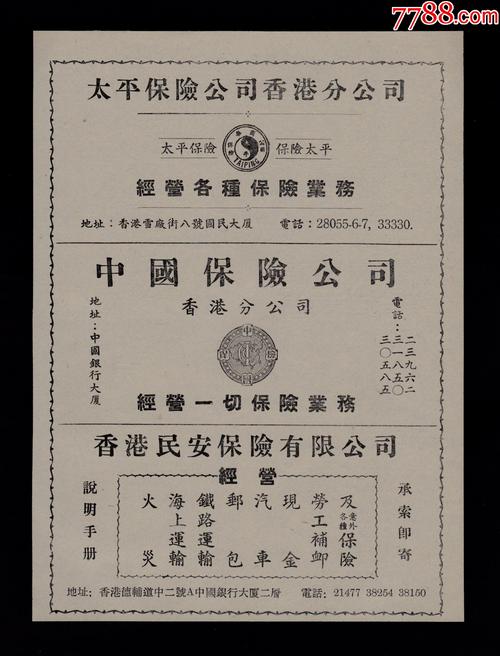 7788.com
太平保險公司香港分公司
太平保險
TAIPING
保險太平
經營各種保險業務
地址：香港雪廠街八號國民大厦 電話：28055-6-7, 33330.
中國保險公司
香港分公司
地址：中國銀行大厦
電話：
二三九六二
三一八五〇
三〇五八五
經營一切保險業務
香港民安保險有限公司
經營
說明手册
火災
海上運輸
鐵路運輸
郵包
汽車
現金
勞工補卹
及各種意外保險
承索即寄
地址：香港德輔道中二號A中國銀行大厦二層 電話：21477 38254 38150